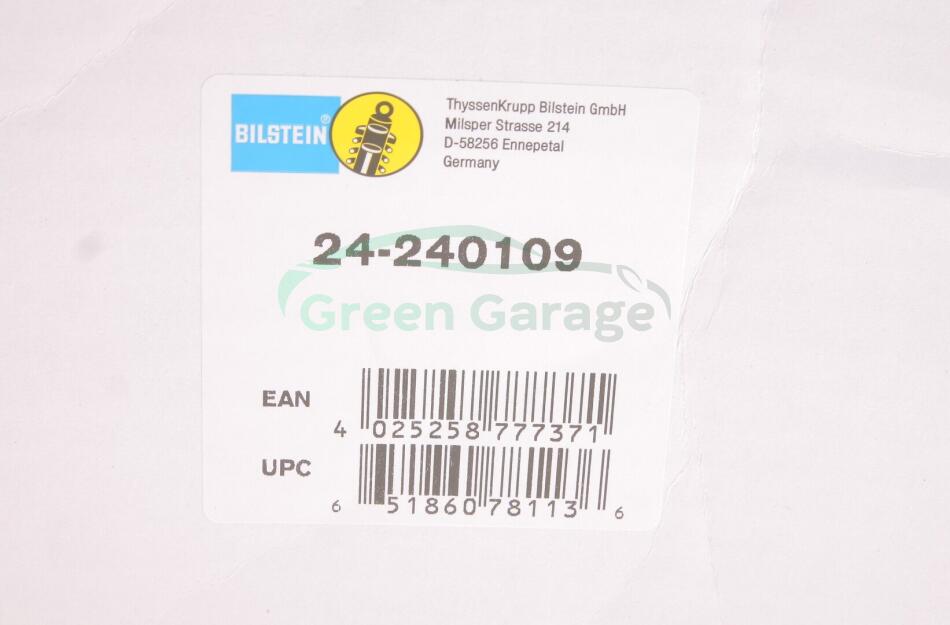 BILSTEIN®
ThyssenKrupp Bilstein GmbH
Milsper Strasse 214
D-58256 Ennepetal
Germany
24-240109
Green Garage
EAN
4 025258 777371
UPC
6 51860 78113 6